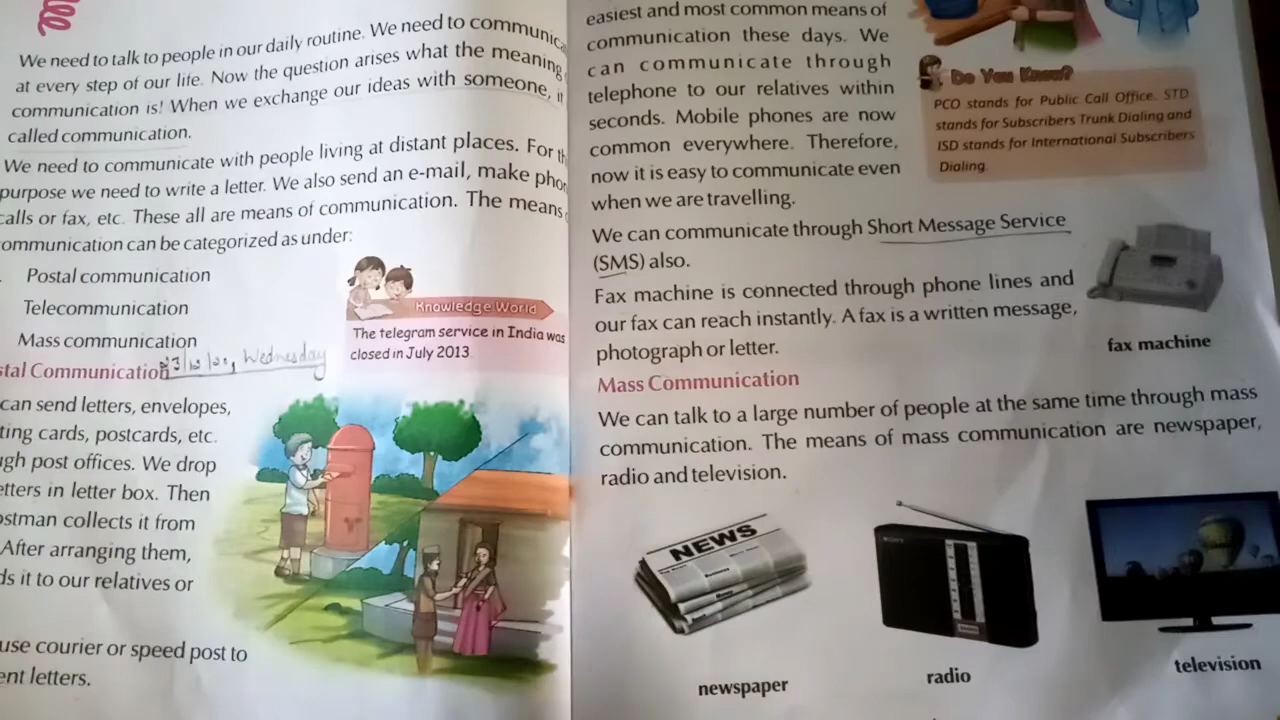 We need to talk to people in our daily routine. We need to
at every step of our life. Now the question arises what the meaning
communication is! When we exchange our ideas with someone, it
called communication.
We need to communicate with people living at distant places. For
purpose we need to write a letter. We also send an e-mail, make
calls or fax, etc. These all are means of communication. The means
communication can be categorized as under:
Postal communication
Telecommunication
Mass communication
Knowledge World
The telegram service in India was
closed in July 2013
Communication
Wednesday
can send letters, envelopes,
cards, postcards, etc.
post offices. We drop
letters in letter box. Then
postman collects it from
After arranging them,
it to our relatives or
use courier or speed post to
letters.
easiest and most common means of
communication these days. We
can communicate through
telephone to our relatives within
seconds. Mobile phones are now
common everywhere. Therefore,
now it is easy to communicate even
when we are travelling.
Do You Know?
PCO stands for Public Call Office. STD
stands for Subscribers Trunk Dialing and
ISD stands for International Subscribers
Dialing.
We can communicate through Short Message Service
(SMS) also.
Fax machine is connected through phone lines and
our fax can reach instantly. A fax is a written message,
photograph or letter.
fax machine
Mass Communication
We can talk to a large number of people at the same time through mass
communication. The means of mass communication are newspaper,
radio and television.
NEWS
newspaper
radio
television